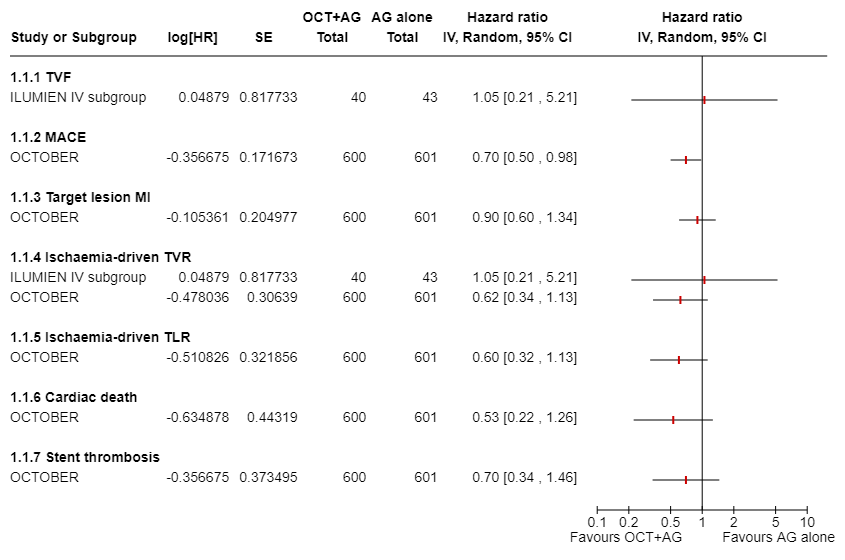 OCT+AG AG alone Hazard ratio Hazard ratio
Study or Subgroup log[HR] SE Total Total IV, Random, 95% CI IV, Random, 95% CI
1.1.1 TVF
ILUMIEN IV subgroup 0.04879 0.817733 40 43 1.05 [0.21 , 5.21]
1.1.2 MACE
OCTOBER -0.356675 0.171673 600 601 0.70 [0.50 , 0.98]
1.1.3 Target lesion MI
OCTOBER -0.105361 0.204977 600 601 0.90 [0.60 , 1.34]
1.1.4 Ischaemia-driven TVR
ILUMIEN IV subgroup 0.04879 0.817733 40 43 1.05 [0.21 , 5.21]
OCTOBER -0.478036 0.30639 600 601 0.62 [0.34 , 1.13]
1.1.5 Ischaemia-driven TLR
OCTOBER -0.510826 0.321856 600 601 0.60 [0.32 , 1.13]
1.1.6 Cardiac death
OCTOBER -0.634878 0.44319 600 601 0.53 [0.22 , 1.26]
1.1.7 Stent thrombosis
OCTOBER -0.356675 0.373495 600 601 0.70 [0.34 , 1.46]
0.1 0.2 0.5 1 2 5 10
Favours OCT+AG Favours AG alone